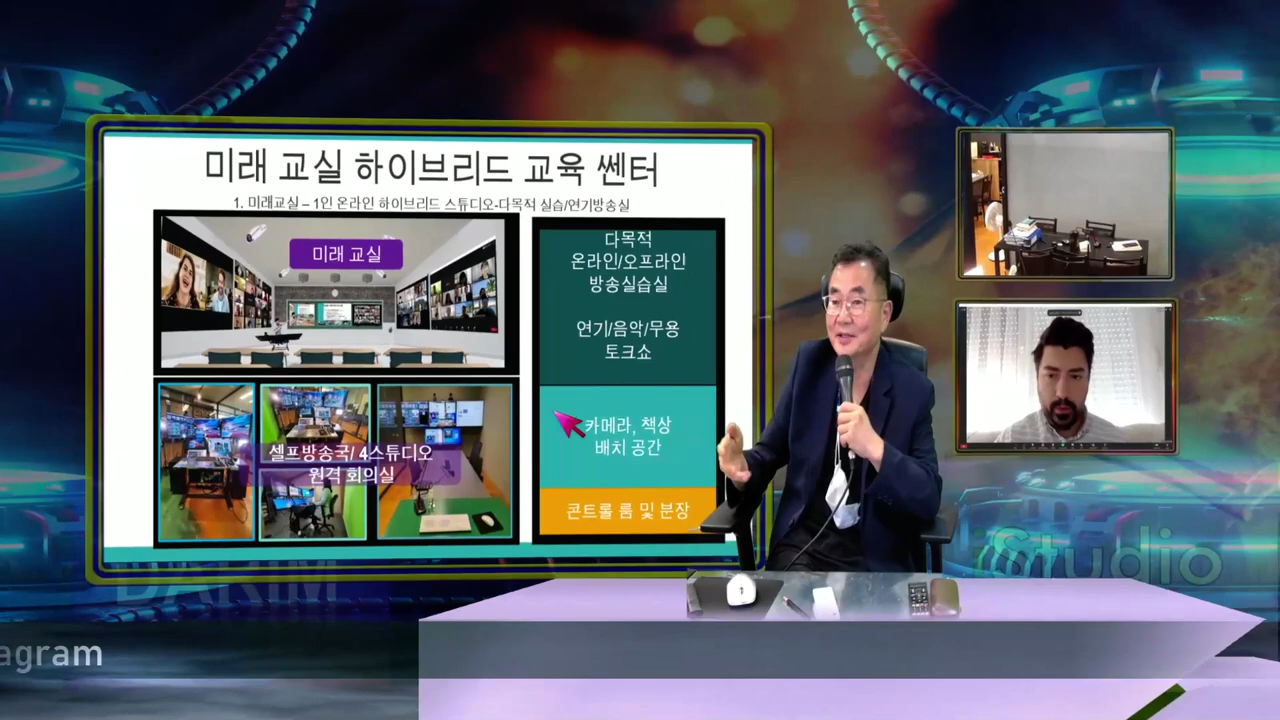 미래 교실 하이브리드 교육 쎈터
1. 미래교실 – 1인 온라인 하이브리드 스튜디오-다목적 실습/연기방송실
미래 교실
다목적
온라인/오프라인
방송실습실
연기/음악/무용
토크쇼
셀프방송국/ 4스튜디오
원격 회의실
카메라, 책상
배치 공간
콘트롤 룸 및 분장
iStudio
DARIM
agram